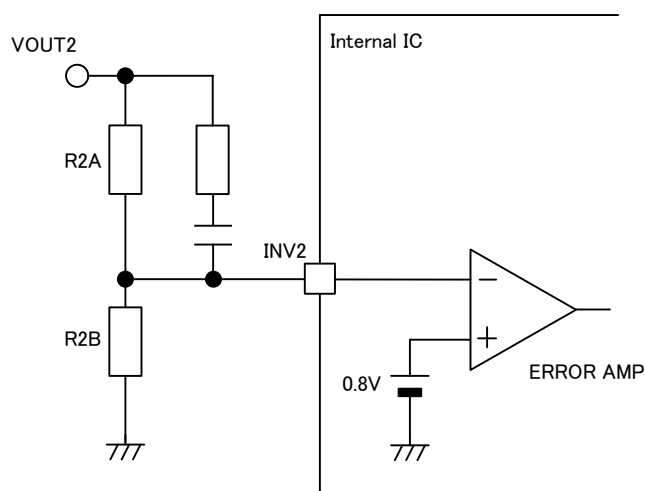 Internal IC
VOUT2
R2A
INV2
R2B
0.8V
ERROR AMP